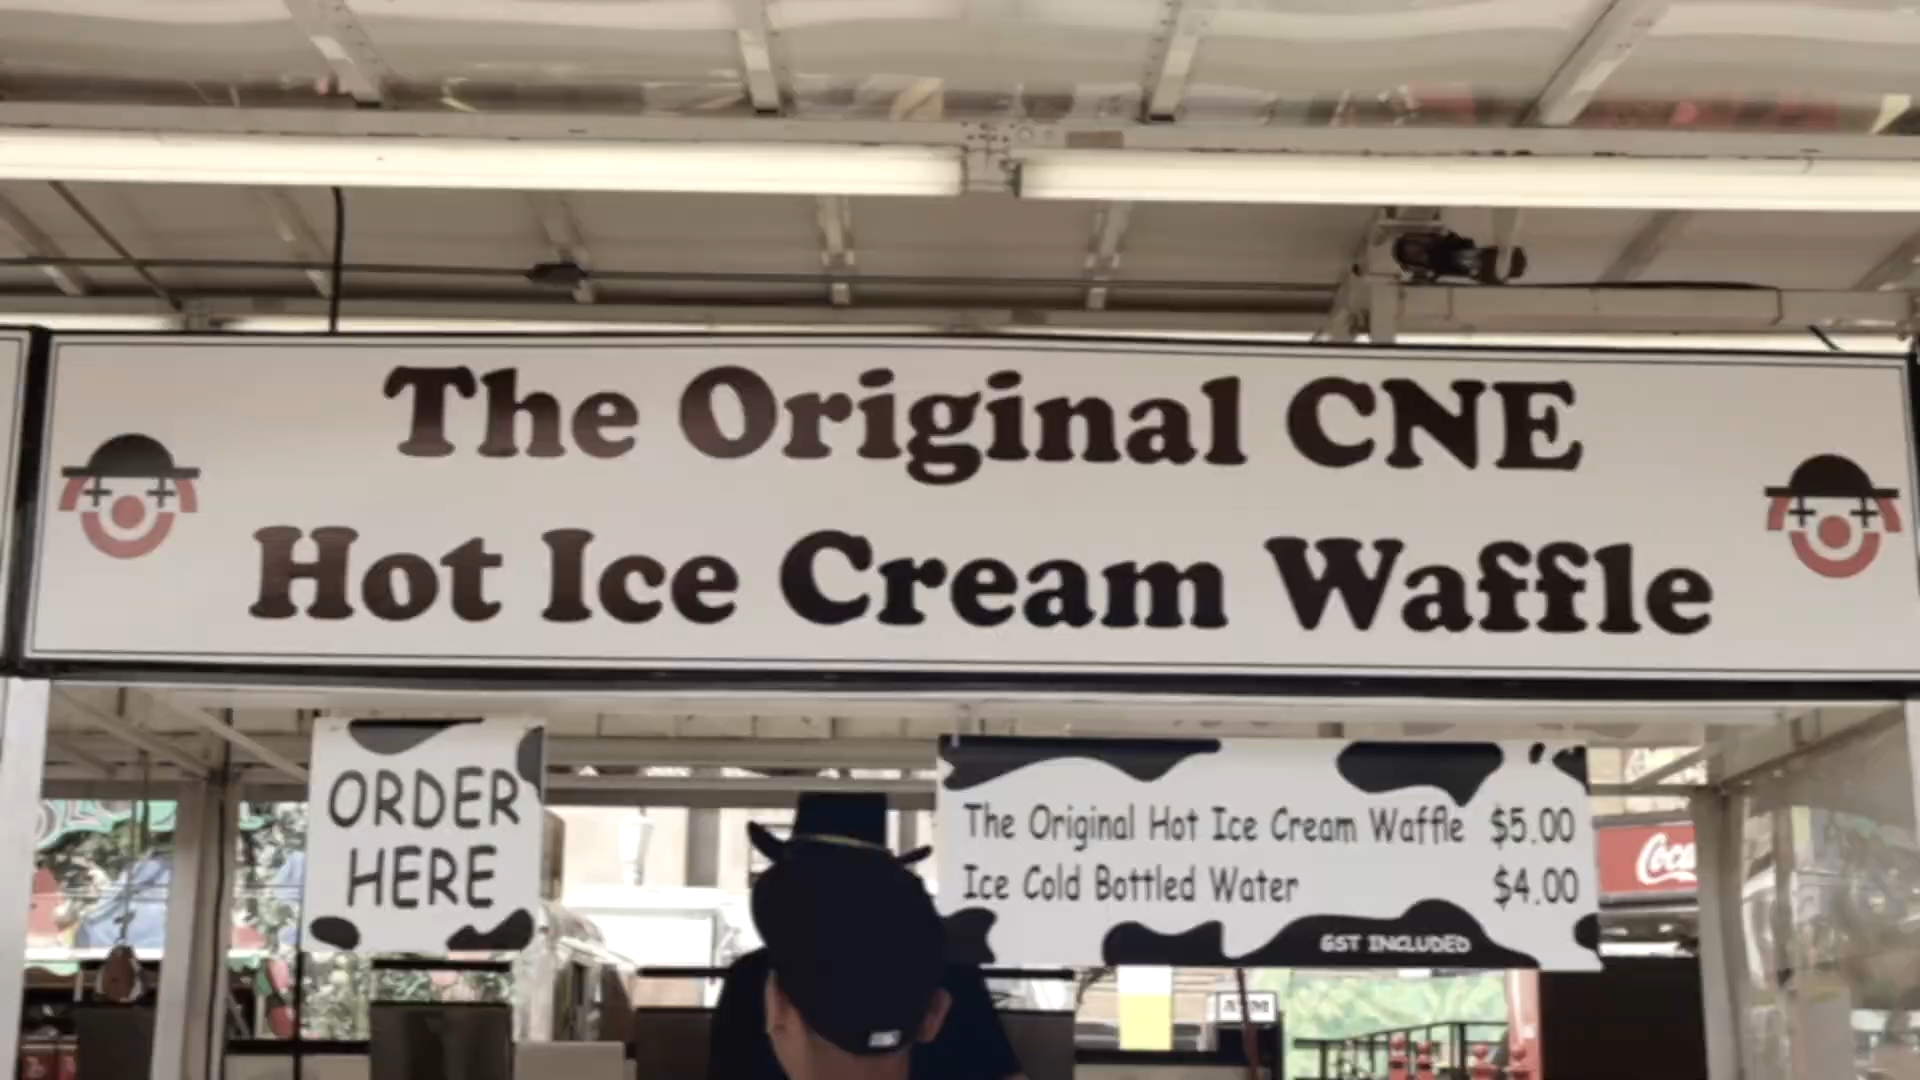 The Original CNE
Hot Ice Cream Waffle
ORDER
HERE
The Original Hot Ice Cream Waffle $5.00
Ice Cold Bottled Water $4.00
GST INCLUDED
ATM